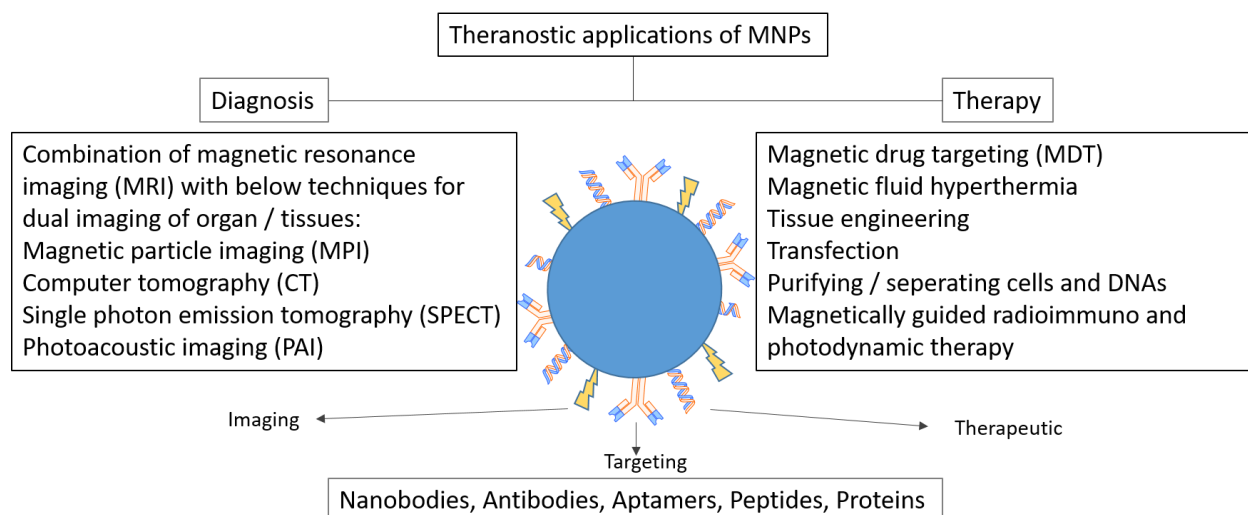 Theranostic applications of MNPs
Diagnosis
Therapy
Combination of magnetic resonance
imaging (MRI) with below techniques for
dual imaging of organ / tissues:
Magnetic particle imaging (MPI)
Computer tomography (CT)
Single photon emission tomography (SPECT)
Photoacoustic imaging (PAI)
Magnetic drug targeting (MDT)
Magnetic fluid hyperthermia
Tissue engineering
Transfection
Purifying / seperating cells and DNAs
Magnetically guided radioimmuno and
photodynamic therapy
Imaging
Therapeutic
Targeting
Nanobodies, Antibodies, Aptamers, Peptides, Proteins